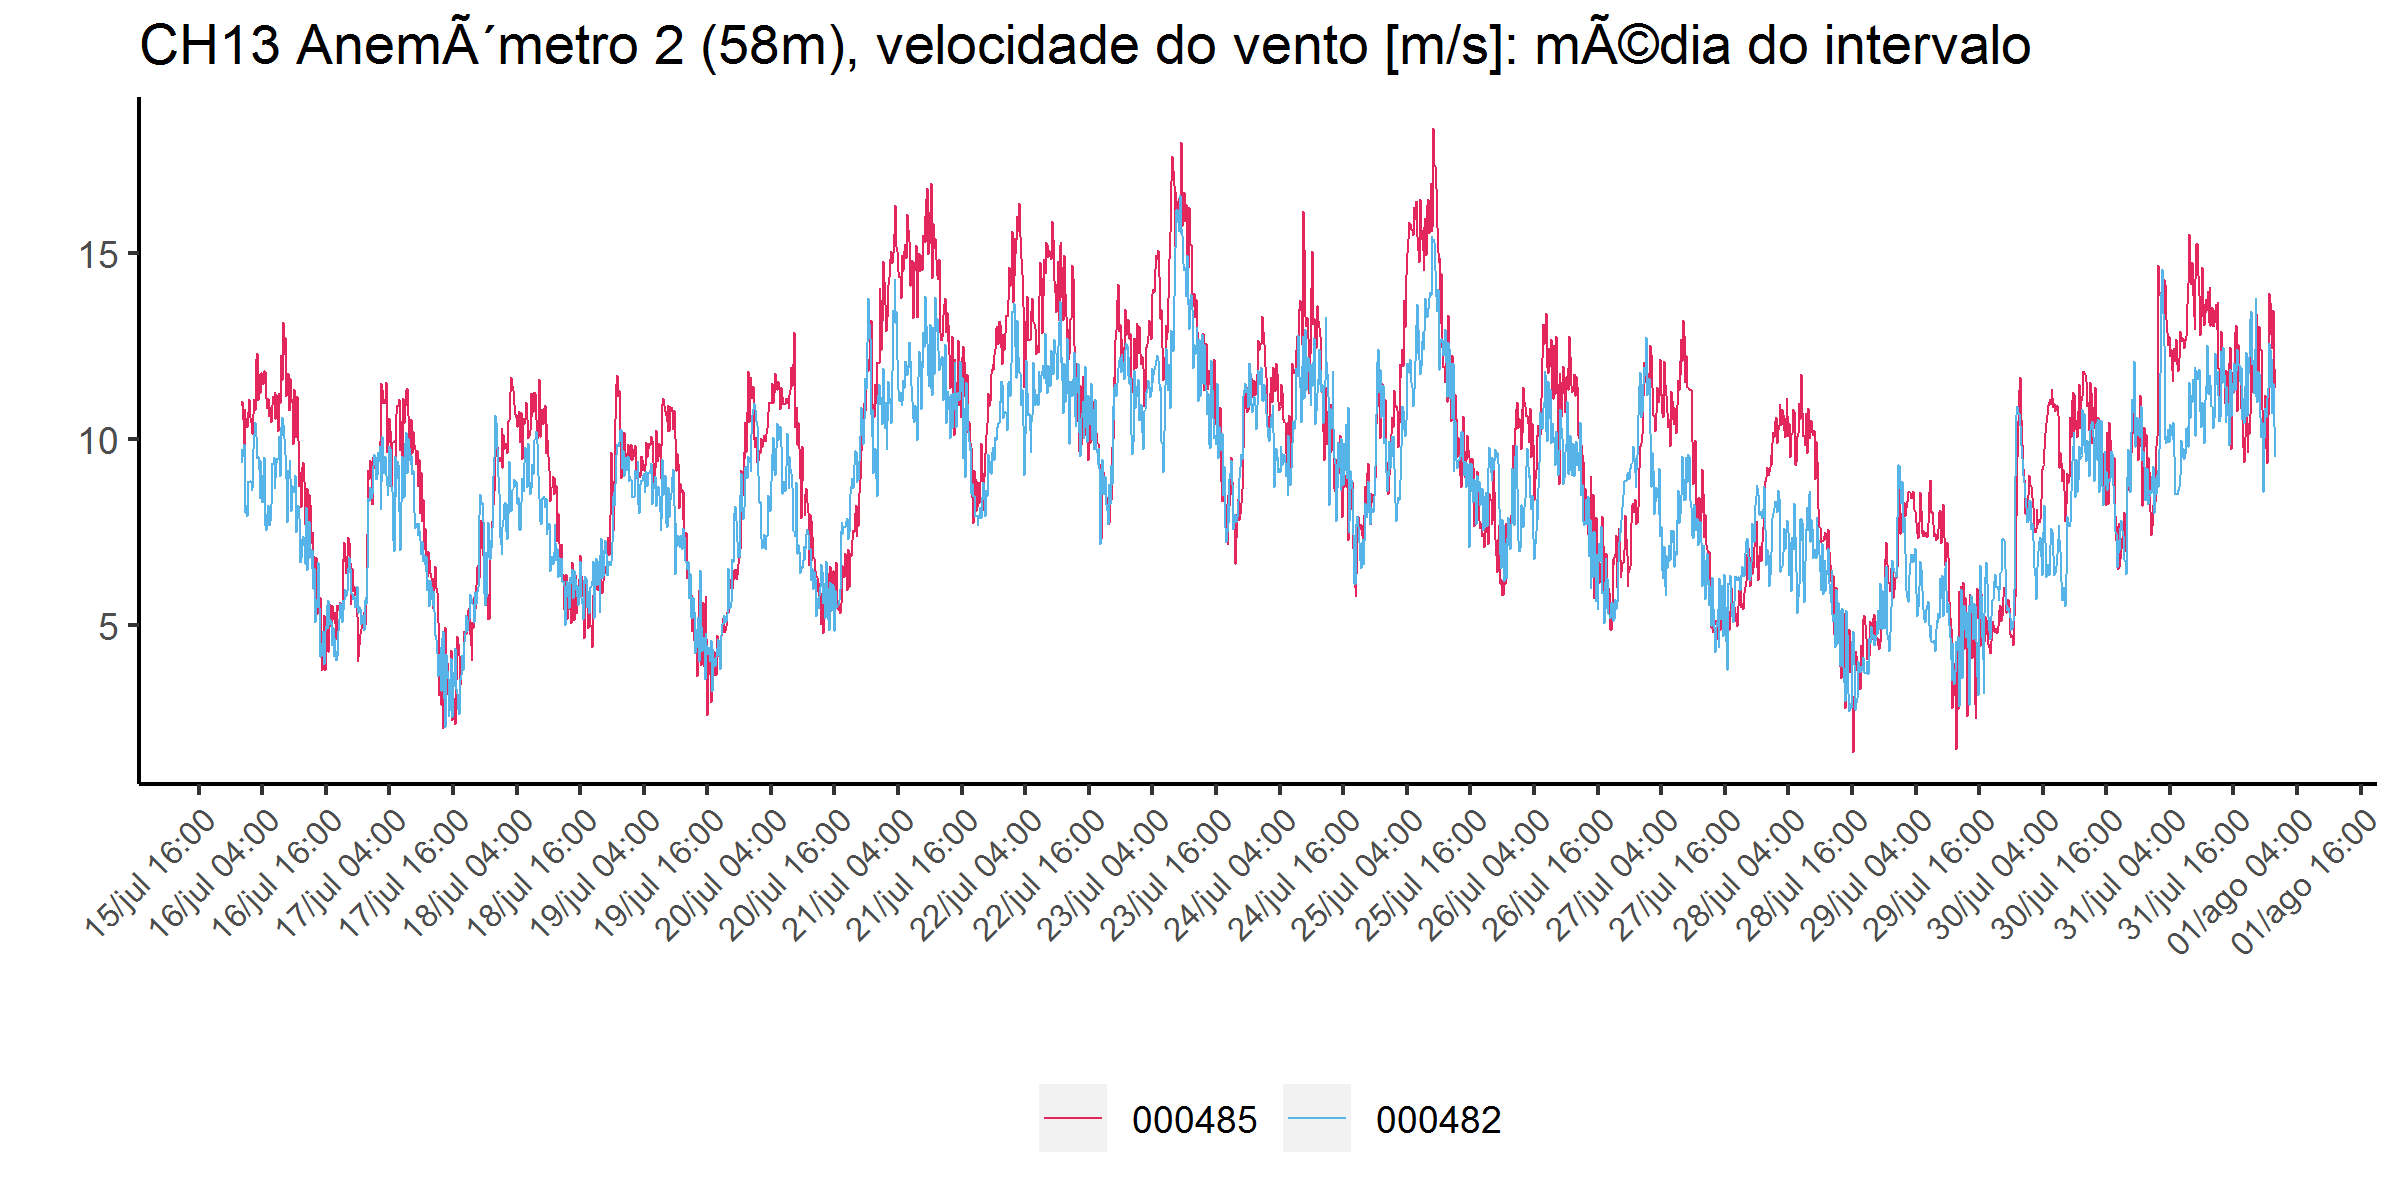 CH13 AnemÃ´metro 2 (58m), velocidade do vento [m/s]: mÃ©dia do intervalo
15
10
5
15/jul 16:00
16/jul 04:00
16/jul 16:00
17/jul 04:00
17/jul 16:00
18/jul 04:00
18/jul 16:00
19/jul 04:00
19/jul 16:00
20/jul 04:00
20/jul 16:00
21/jul 04:00
21/jul 16:00
22/jul 04:00
22/jul 16:00
23/jul 04:00
23/jul 16:00
24/jul 04:00
24/jul 16:00
25/jul 04:00
25/jul 16:00
26/jul 04:00
26/jul 16:00
27/jul 04:00
27/jul 16:00
28/jul 04:00
28/jul 16:00
29/jul 04:00
29/jul 16:00
30/jul 04:00
30/jul 16:00
31/jul 04:00
31/jul 16:00
01/ago 04:00
01/ago 16:00
000485
000482